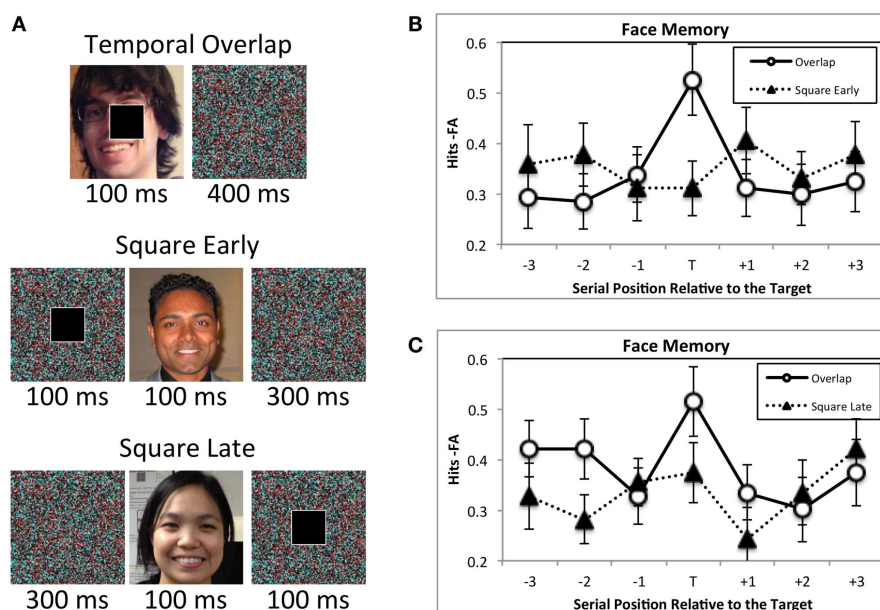 A
Temporal Overlap
100 ms 400 ms
Square Early
100 ms 100 ms 300 ms
Square Late
300 ms 100 ms 100 ms
B
Face Memory
0.6
0.5
0.4
0.3
0.2
Hits -FA
Overlap
Square Early
-3 -2 -1 T +1 +2 +3
Serial Position Relative to the Target
C
Face Memory
0.6
0.5
0.4
0.3
0.2
Hits -FA
Overlap
Square Late
-3 -2 -1 T +1 +2 +3
Serial Position Relative to the Target